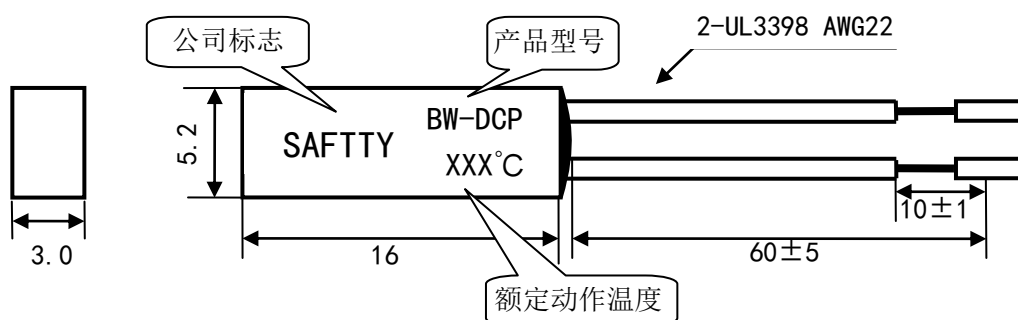 公司标志
产品型号
2-UL3398 AWG22
5.2
SAFTTY
BW-DCP
XXX℃
10±1
3.0
16
60±5
额定动作温度